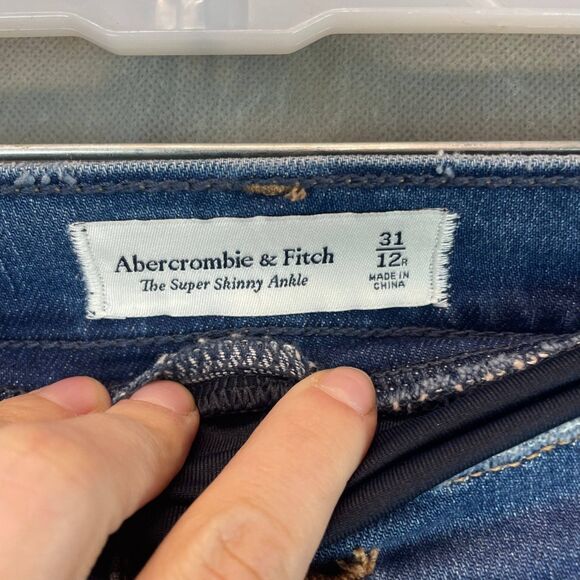 Abercrombie & Fitch
The Super Skinny Ankle
31
12R
MADE IN
CHINA